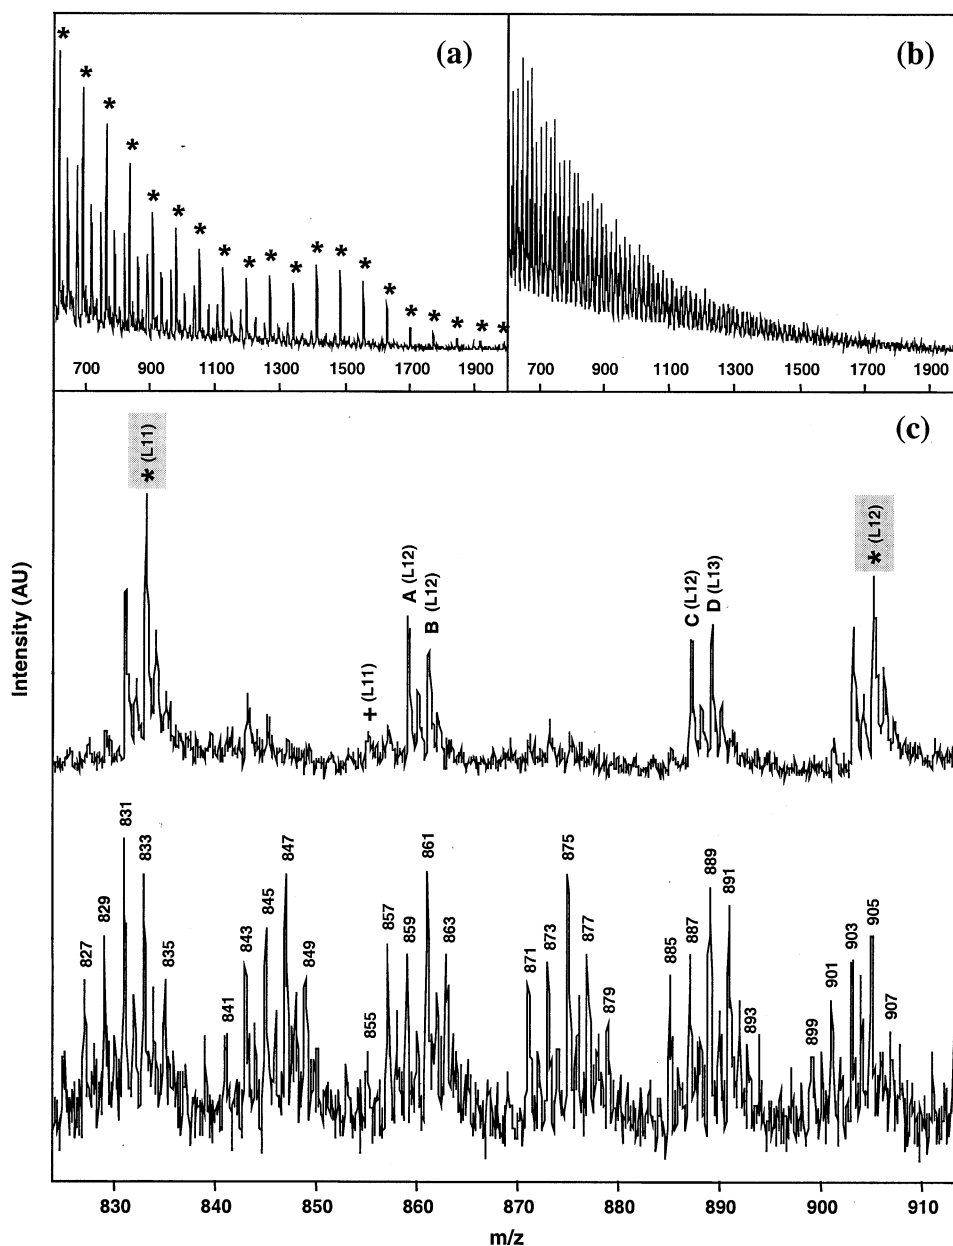 (a)
(b)
* * * * * * * * * * * * * * * * * * * *
700 900 1100 1300 1500 1700 1900
700 900 1100 1300 1500 1700 1900
(c)
* (L11)
+ (L11)
A (L12)
B (L12)
C (L12)
D (L13)
* (L12)
Intensity (AU)
827 829 831 833 835 841 843 845 847 849 855 857 859 861 863 871 873 875 877 879 885 887 889 891 893 899 901 903 905 907
830 840 850 860 870 880 890 900 910
m/z